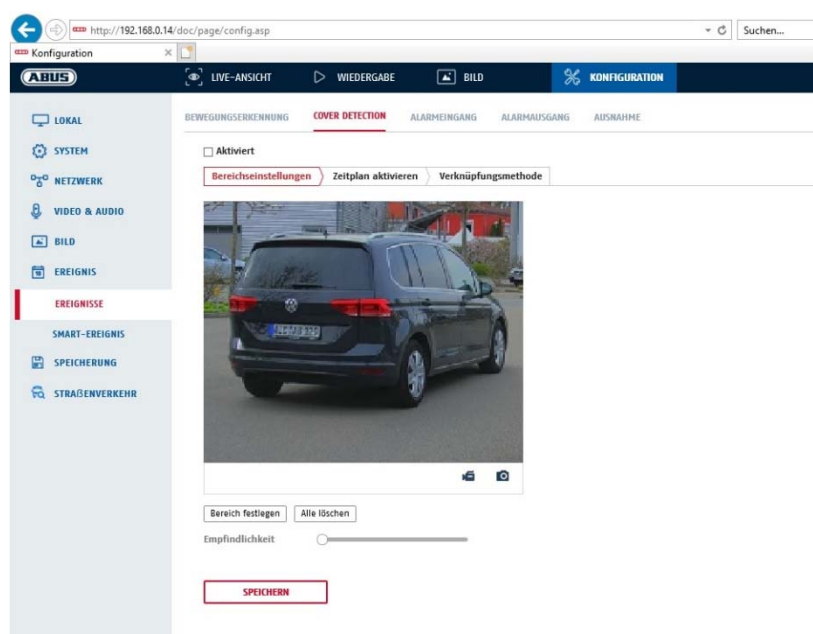 http://192.168.0.14/doc/page/config.asp
Suchen...
Konfiguration
ABUS
LIVE-ANSICHT
WIEDERGABE
BILD
KONFIGURATION
LOKAL
SYSTEM
NETZWERK
VIDEO & AUDIO
BILD
EREIGNIS
EREIGNISSE
SMART-EREIGNIS
SPEICHERUNG
STRAßENVERKEHR
BEWEGUNGSERKENNUNG
COVER DETECTION
ALARMEINGANG
ALARMAUSGANG
AUSNAHME
Aktiviert
Bereichseinstellungen
Zeitplan aktivieren
Verknüpfungsmethode
Bereich festlegen
Alle löschen
Empfindlichkeit
SPEICHERN